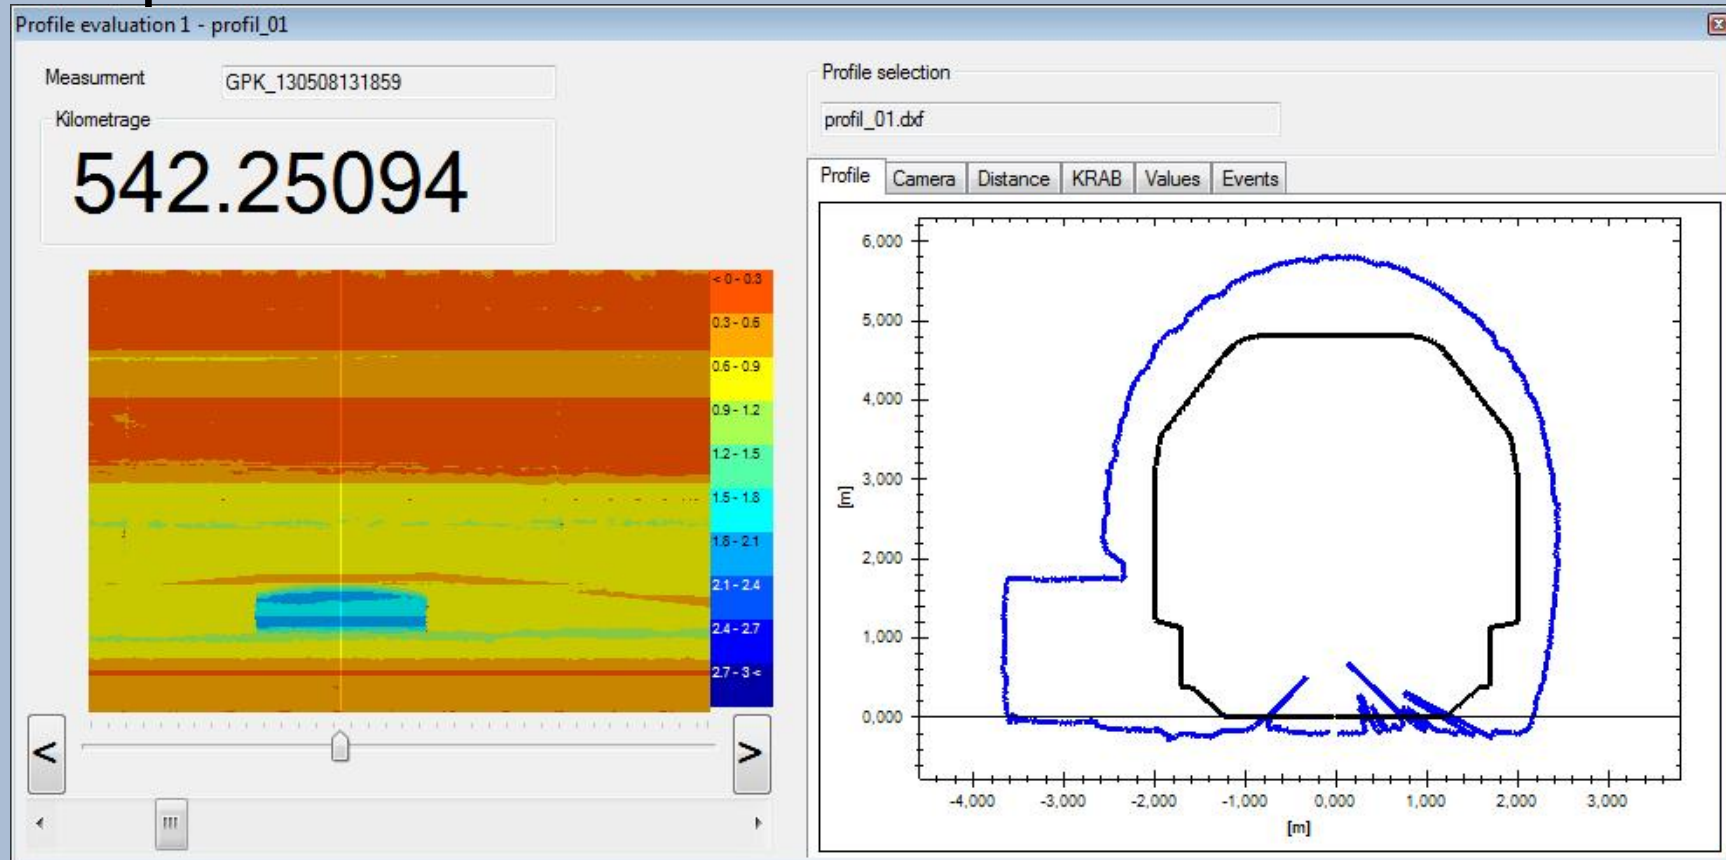 Profile evaluation 1 - profil_01
Measurment
GPK_130508131859
Kilometrage
542.25094
< 0 - 0.3
0.3 - 0.6
0.6 - 0.9
0.9 - 1.2
1.2 - 1.5
1.5 - 1.8
1.8 - 2.1
2.1 - 2.4
2.4 - 2.7
2.7 - 3 <
<
>
Profile selection
profil_01.dxf
Profile Camera Distance KRAB Values Events
6,000
5,000
4,000
3,000
[m]
2,000
1,000
0,000
-4,000 -3,000 -2,000 -1,000 0,000 1,000 2,000 3,000
[m]